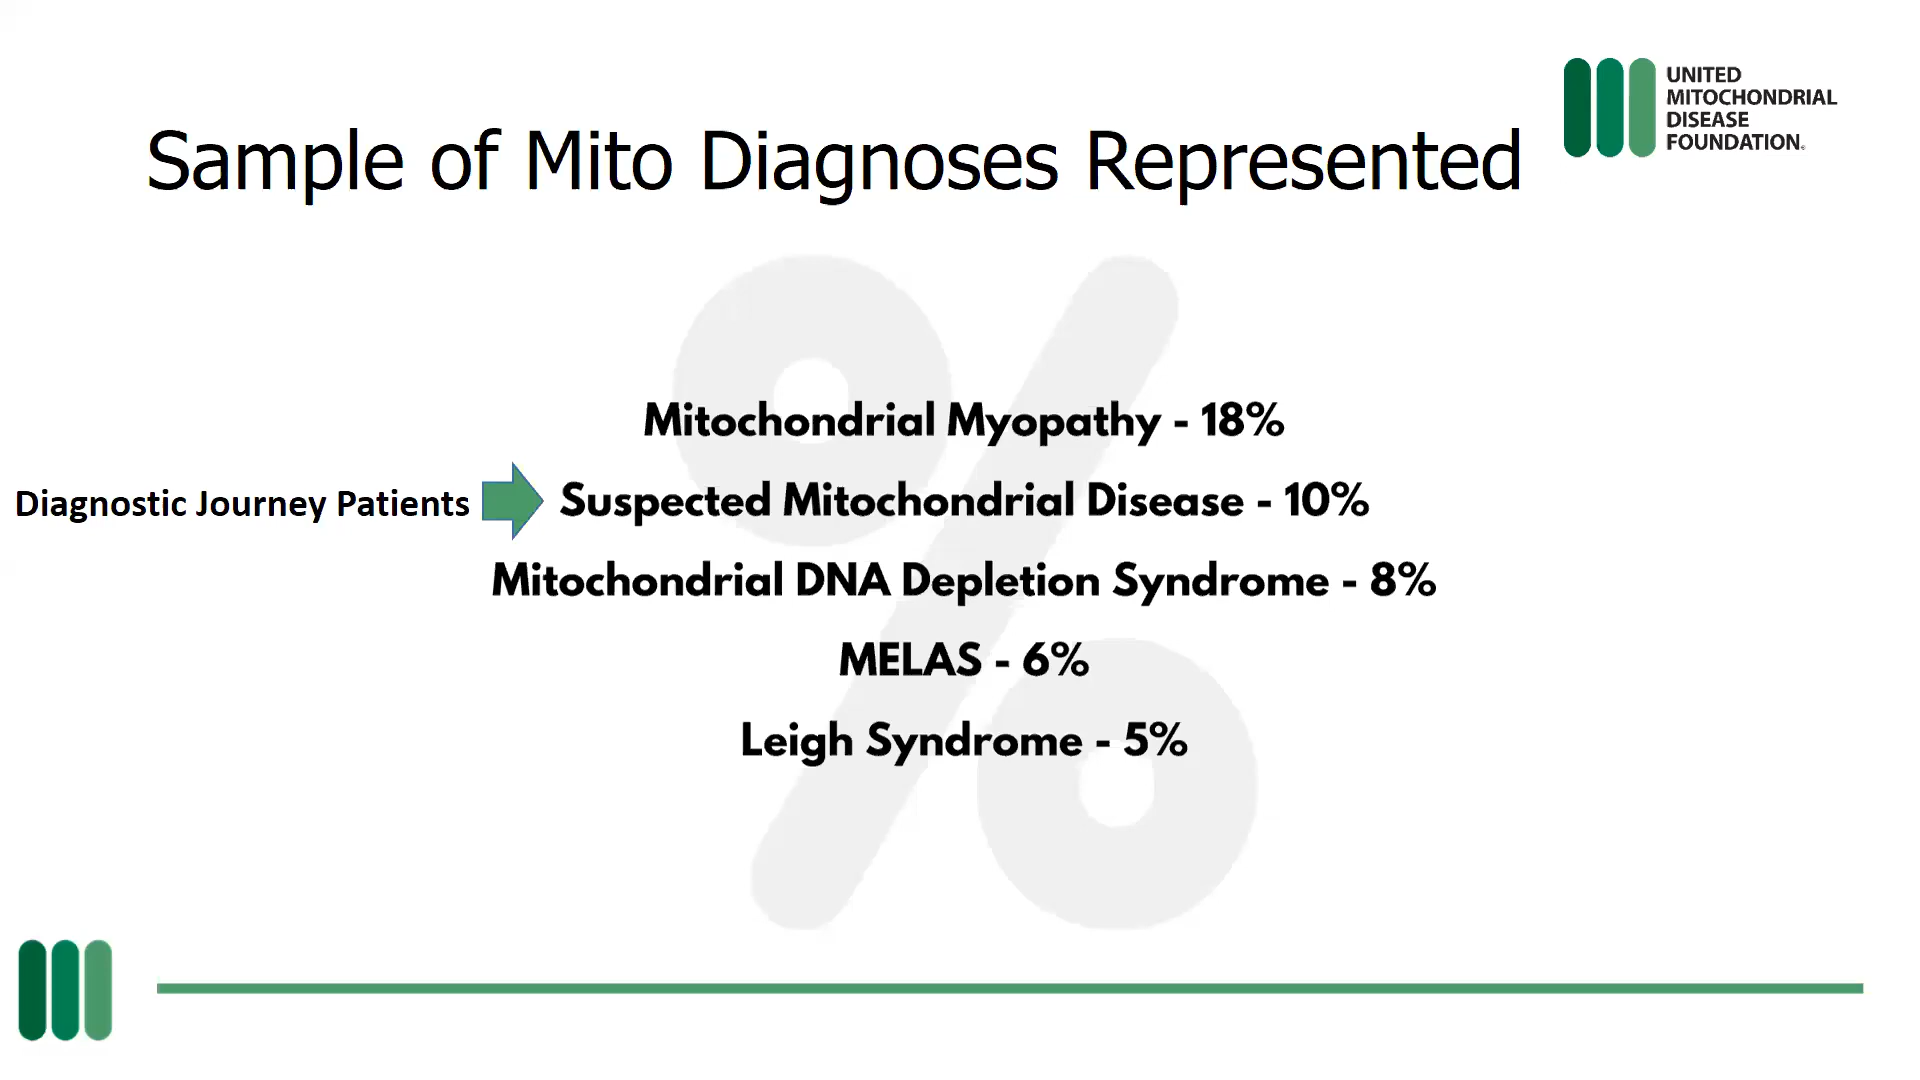 UNITED
MITOCHONDRIAL
DISEASE
FOUNDATION.
Sample of Mito Diagnoses Represented
Mitochondrial Myopathy - 18%
Diagnostic Journey Patients
Suspected Mitochondrial Disease - 10%
Mitochondrial DNA Depletion Syndrome - 8%
MELAS - 6%
Leigh Syndrome - 5%
%